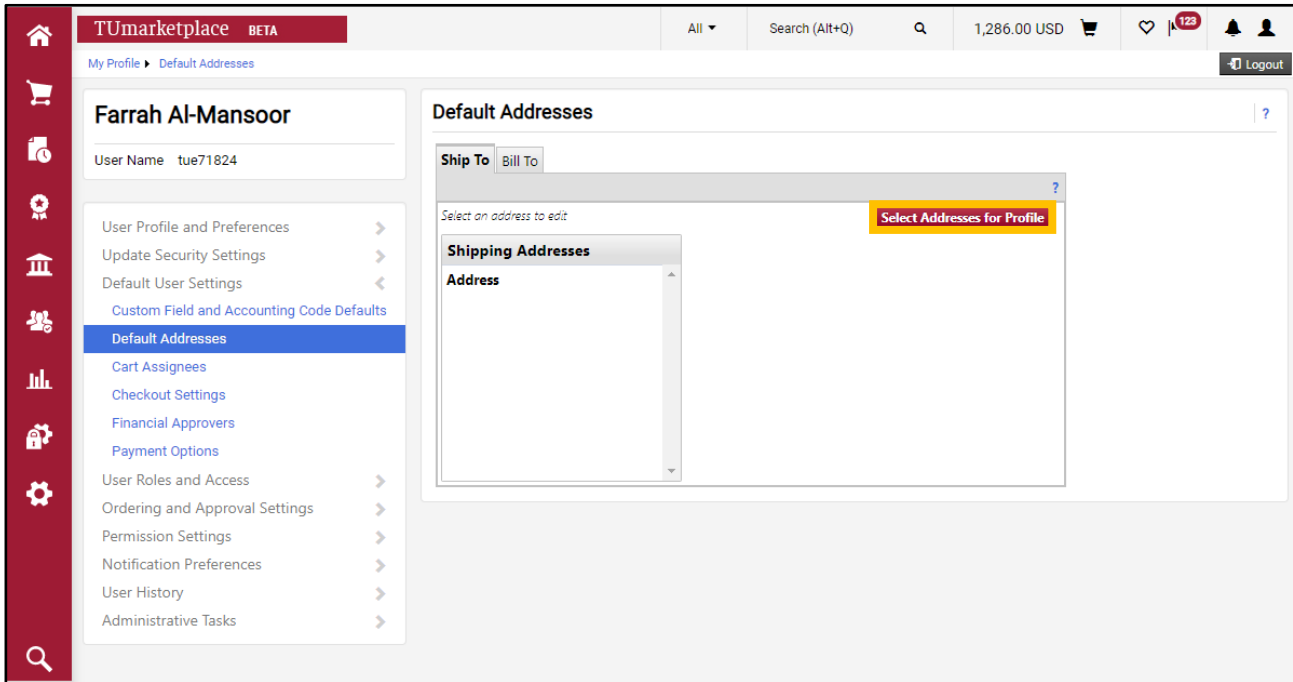 TUmarketplace BETA
All
Search (Alt+Q)
1,286.00 USD
123
My Profile Default Addresses
Logout
Farrah Al-Mansoor
User Name tue71824
User Profile and Preferences
Update Security Settings
Default User Settings
Custom Field and Accounting Code Defaults
Default Addresses
Cart Assignees
Checkout Settings
Financial Approvers
Payment Options
User Roles and Access
Ordering and Approval Settings
Permission Settings
Notification Preferences
User History
Administrative Tasks
Default Addresses
?
Ship To Bill To
?
Select an address to edit
Select Addresses for Profile
Shipping Addresses
Address